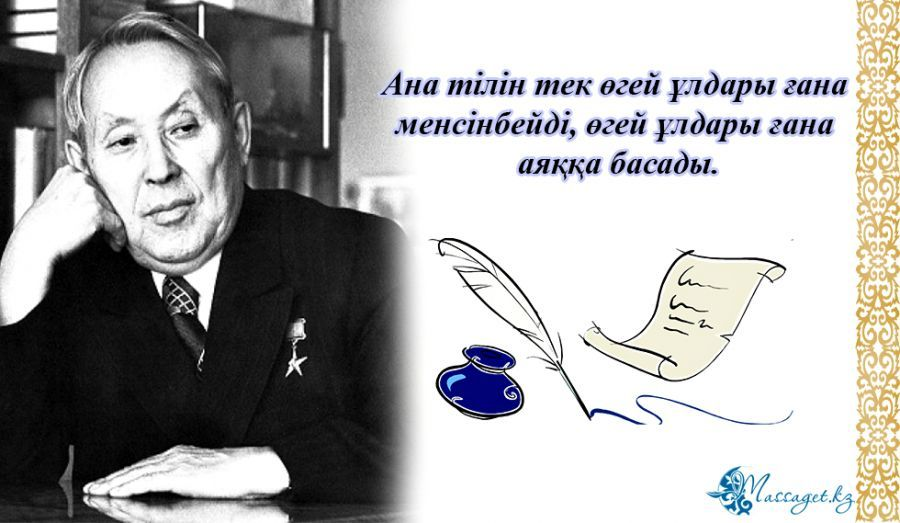 Ана тілін тек өгей ұлдары ғана
менсінбейді, өгей ұлдары ғана
аяққа басады.
Massaget.kz